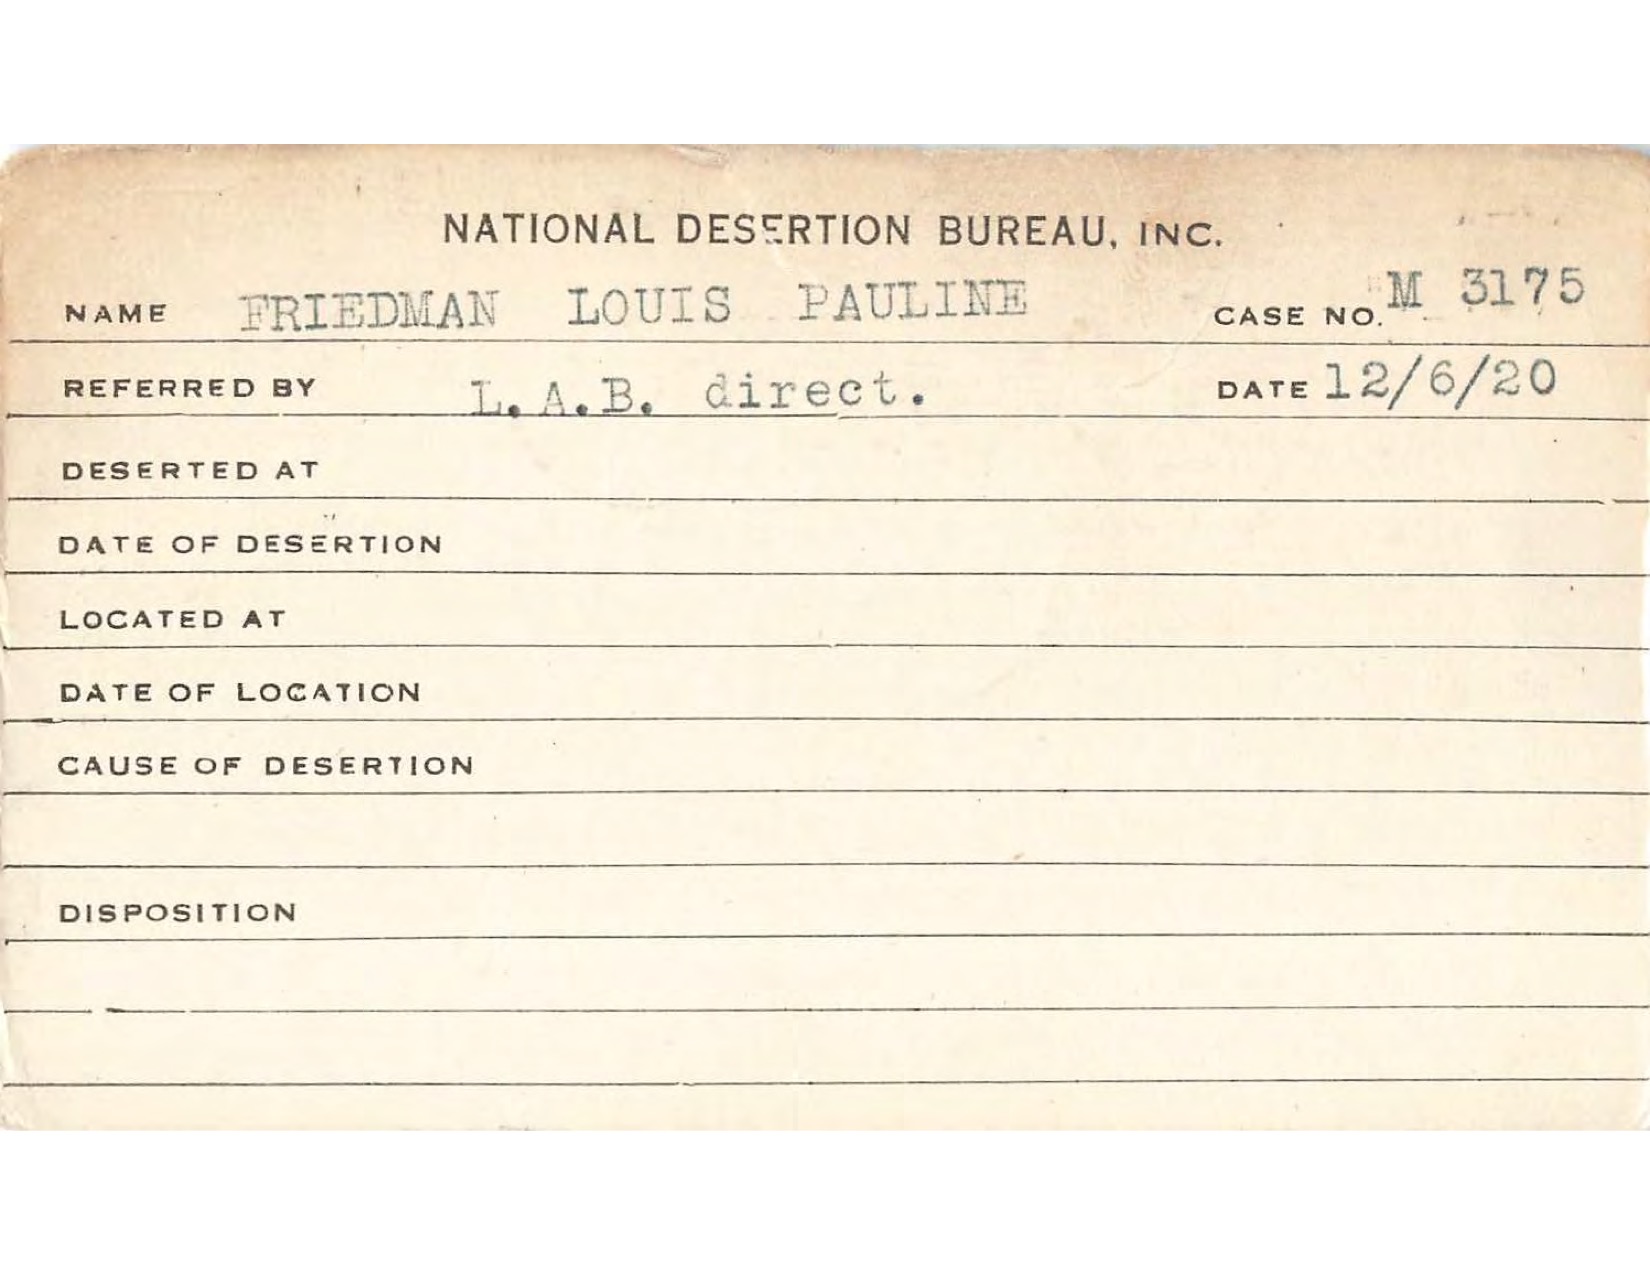 NATIONAL DESERTION BUREAU, INC.
NAME FRIEDMAN LOUIS PAULINE CASE NO. M 3175
REFERRED BY L.A.B. direct. DATE 12/6/20
DESERTED AT
DATE OF DESERTION
LOCATED AT
DATE OF LOCATION
CAUSE OF DESERTION
DISPOSITION